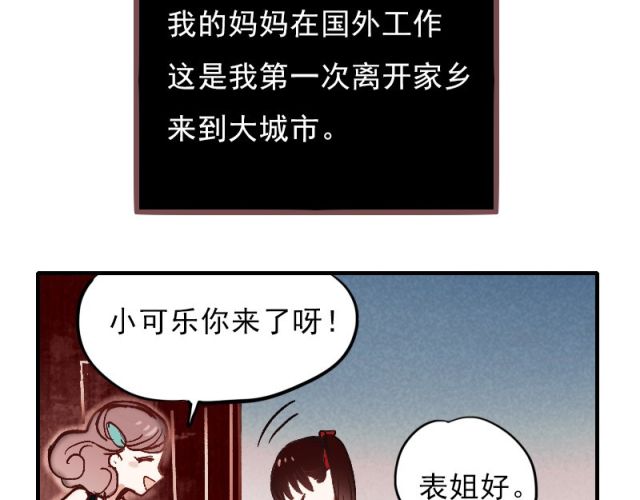 我的妈妈在国外工作
这是我第一次离开家乡
来到大城市。
小可乐你来了呀！
表姐好。